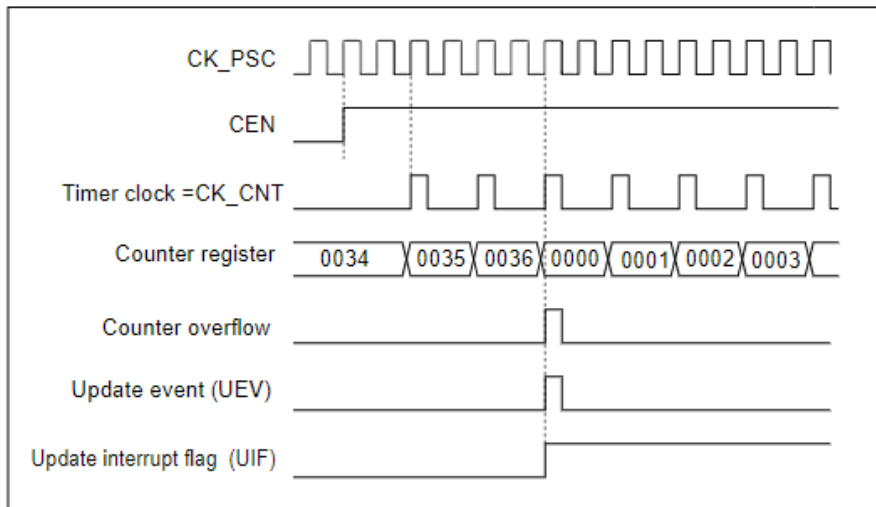 CK_PSC
CEN
Timer clock =CK_CNT
Counter register 0034 0035 0036 0000 0001 0002 0003
Counter overflow
Update event (UEV)
Update interrupt flag (UIF)